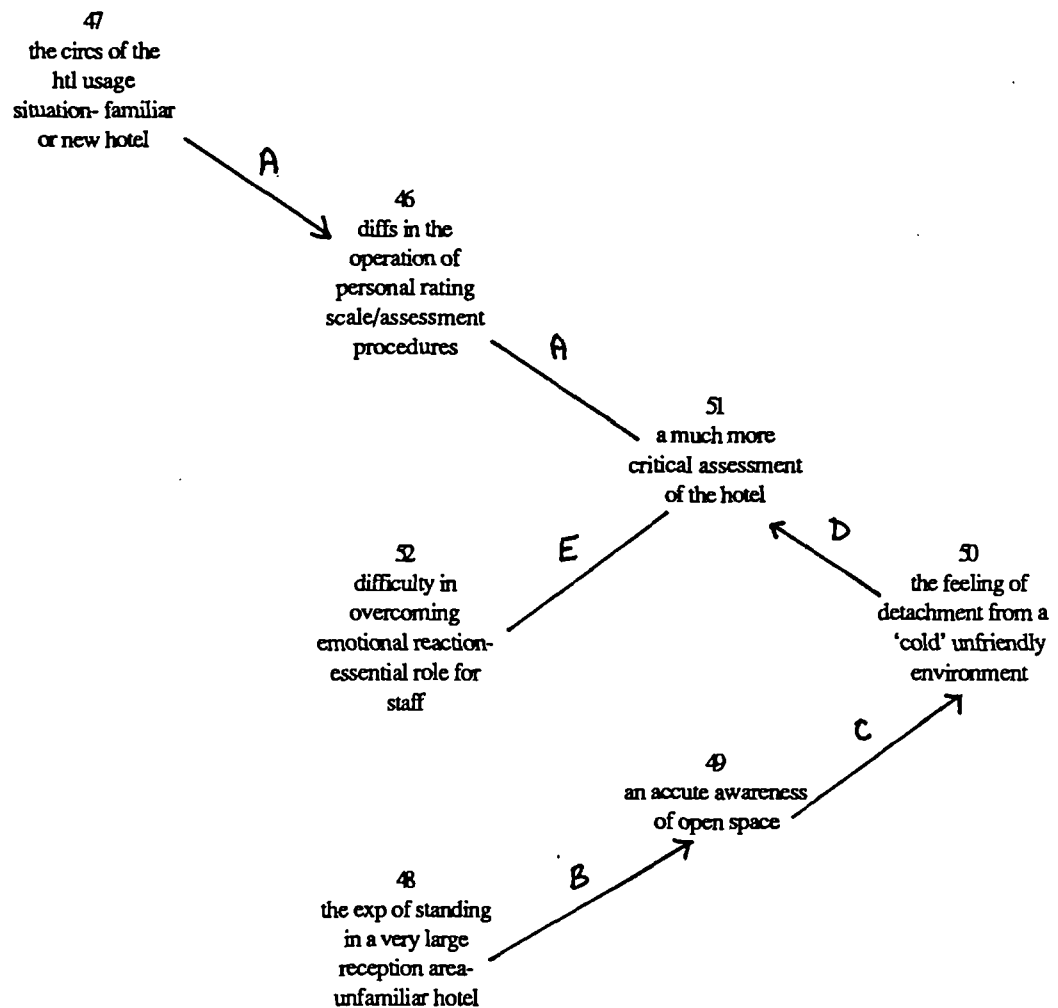 47
the circs of the
htl usage
situation- familiar
or new hotel
A
46
diffs in the
operation of
personal rating
scale/assessment
procedures
A
51
a much more
critical assessment
of the hotel
E
D
52
difficulty in
overcoming
emotional reaction-
essential role for
staff
50
the feeling of
detachment from a
‘cold’ unfriendly
environment
C
49
an accute awareness
of open space
B
48
the exp of standing
in a very large
reception area-
unfamiliar hotel